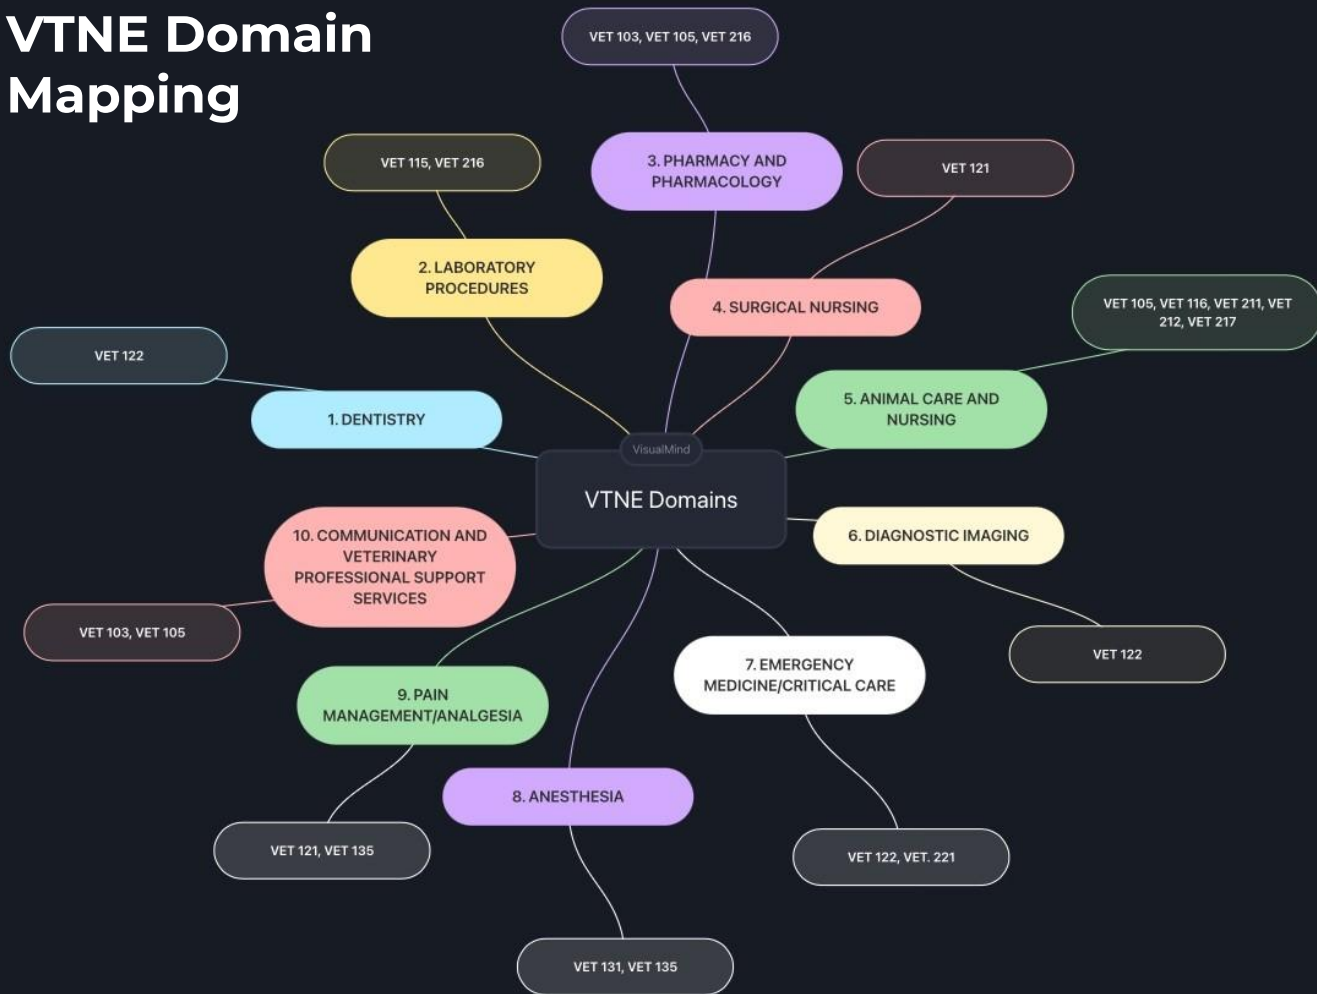 VTNE Domain
Mapping
VET 103, VET 105, VET 216
3. PHARMACY AND
PHARMACOLOGY
VET 115, VET 216
2. LABORATORY
PROCEDURES
VET 121
4. SURGICAL NURSING
VET 105, VET 116, VET 211, VET
212, VET 217
5. ANIMAL CARE AND
NURSING
VET 122
1. DENTISTRY
VisualMind
VTNE Domains
10. COMMUNICATION AND
VETERINARY
PROFESSIONAL SUPPORT
SERVICES
VET 103, VET 105
6. DIAGNOSTIC IMAGING
VET 122
7. EMERGENCY
MEDICINE/CRITICAL CARE
VET 122, VET. 221
9. PAIN
MANAGEMENT/ANALGESIA
VET 121, VET 135
8. ANESTHESIA
VET 131, VET 135